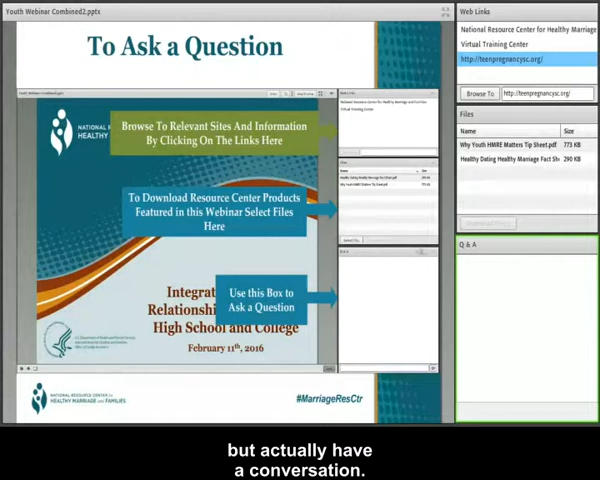 Youth Webinar Combined2.pptx
To Ask a Question
Browse To Relevant Sites And Information
By Clicking On The Links Here
To Download Resource Center Products
Featured in this Webinar Select Files
Here
Use this Box to
Ask a Question
NATIONAL R
HEALTHY
Integrat
Relationship
High School and College
February 11th, 2016
NATIONAL RESOURCE CENTER for
HEALTHY MARRIAGE AND FAMILIES
#MarriageResCtr
Web Links
National Resource Center for Healthy Marriage
Virtual Training Center
http://teenpregnancysc.org/
Browse To
http://teenpregnancysc.org/
Files
Name Size
Why Youth HMRE Matters Tip Sheet.pdf 773 KB
Healthy Dating Healthy Marriage Fact Sh 290 KB
Q & A
but actually have
a conversation.